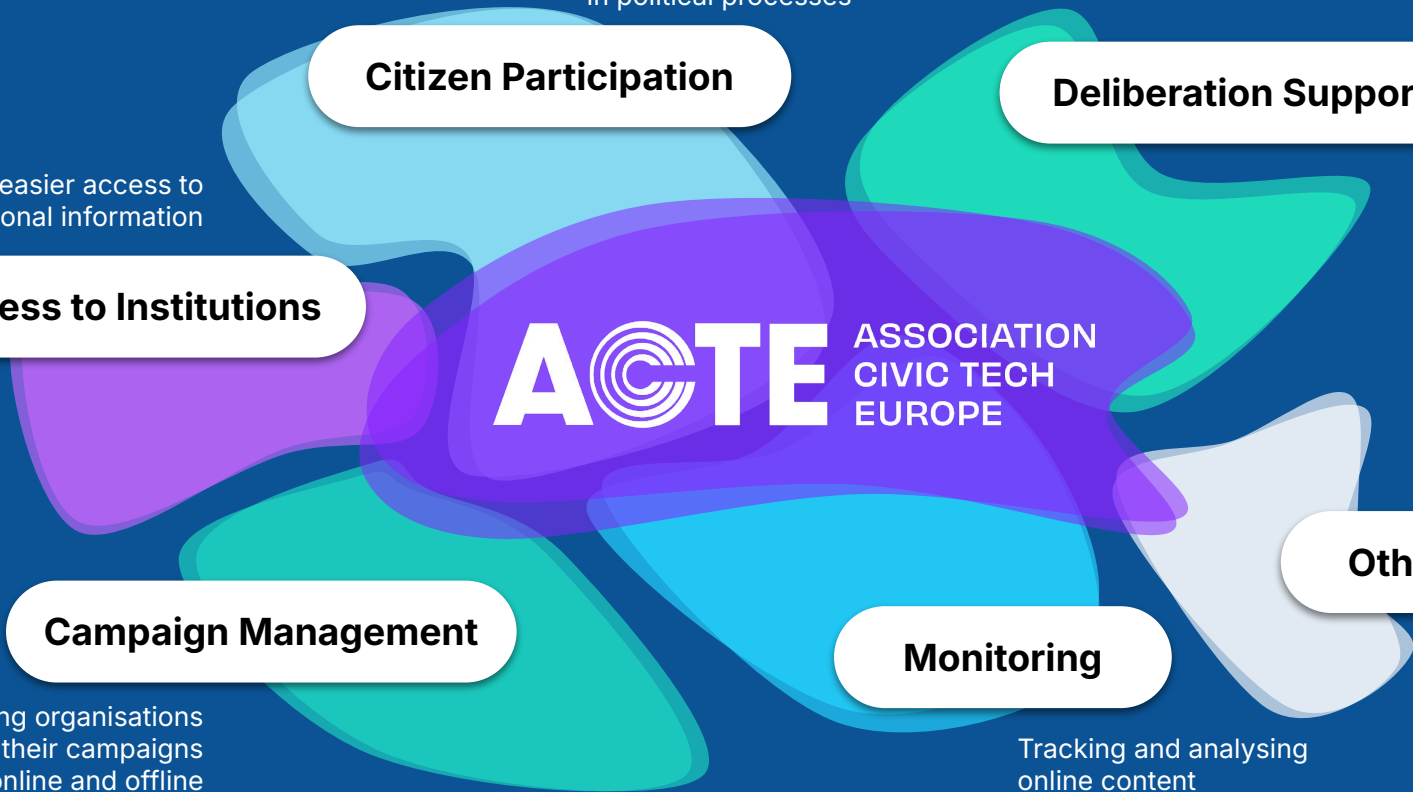 in political processes
Citizen Participation
Deliberation Suppor
easier access to
onal information
ess to Institutions
ACTE
ASSOCIATION
CIVIC TECH
EUROPE
Oth
Campaign Management
Monitoring
ng organisations
their campaigns
online and offline
Tracking and analysing
online content